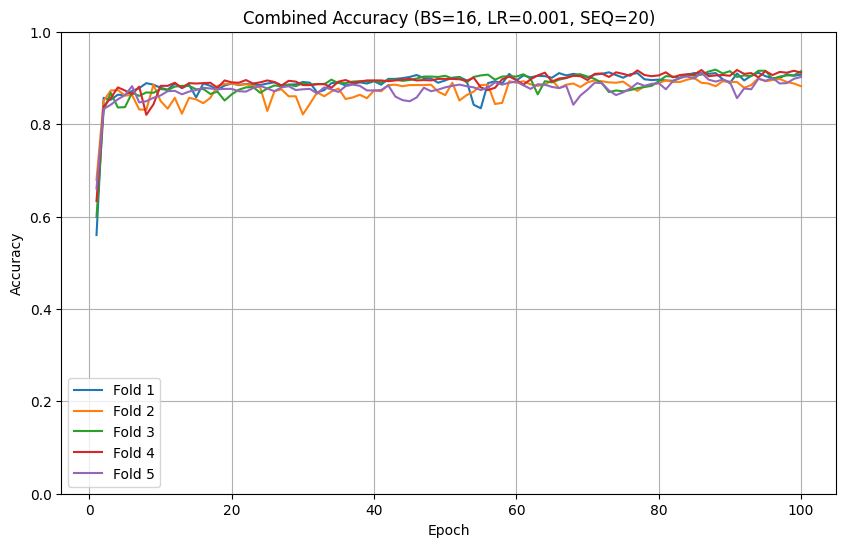 Combined Accuracy (BS=16, LR=0.001, SEQ=20)
1.0
0.8
0.6
0.4
0.2
0.0
Accuracy
Fold 1
Fold 2
Fold 3
Fold 4
Fold 5
0 20 40 60 80 100
Epoch